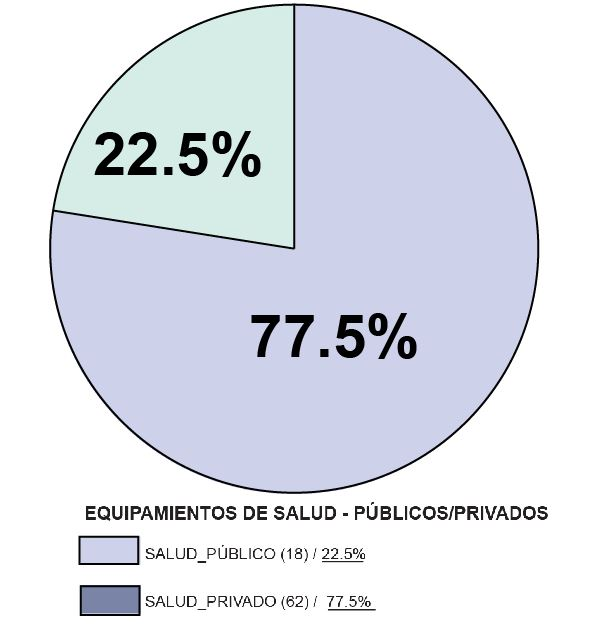 22.5%
77.5%
EQUIPAMIENTOS DE SALUD - PÚBLICOS/PRIVADOS
SALUD_PÚBLICO (18) / 22.5%
SALUD_PRIVADO (62) / 77.5%